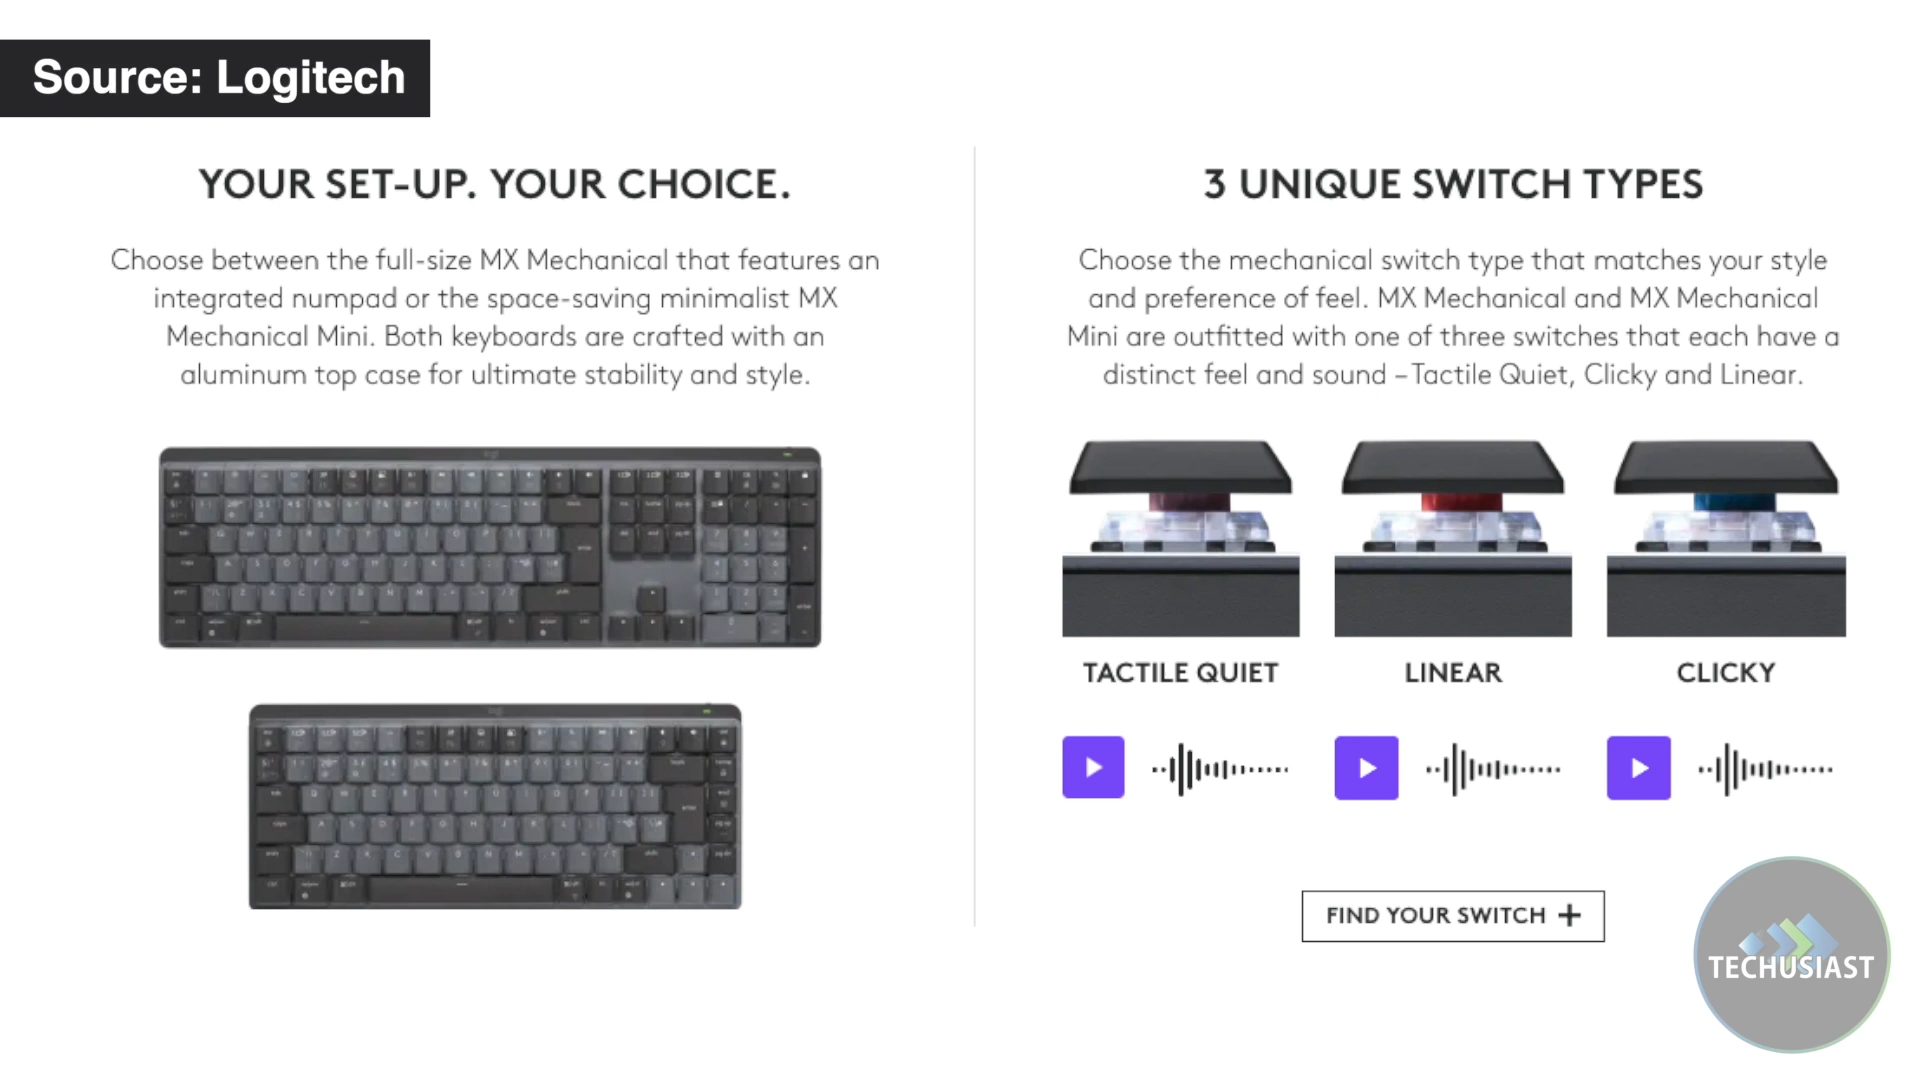 Source: Logitech
YOUR SET-UP. YOUR CHOICE.
Choose between the full-size MX Mechanical that features an
integrated numpad or the space-saving minimalist MX
Mechanical Mini. Both keyboards are crafted with an
aluminum top case for ultimate stability and style.
3 UNIQUE SWITCH TYPES
Choose the mechanical switch type that matches your style
and preference of feel. MX Mechanical and MX Mechanical
Mini are outfitted with one of three switches that each have a
distinct feel and sound – Tactile Quiet, Clicky and Linear.
TACTILE QUIET
LINEAR
CLICKY
FIND YOUR SWITCH +
TECHUSIAST